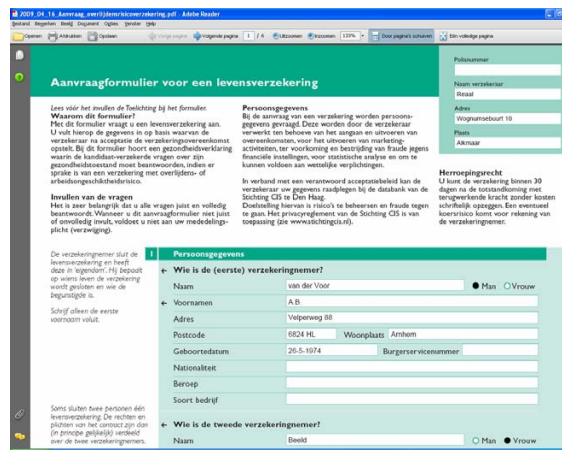 2009_04_16_Aanvraag_overlijdensrisicoverzekering.pdf - Adobe Reader
Bestand Bewerken Beeld Document Opties Venster Help
Openen Afdrukken Opslaan Vorige pagina Volgende pagina 1 / 6 Uitzoomen Inzoomen 133% Door pagina's schuiven Eén volledige pagina
Aanvraagformulier voor een levensverzekering
Polisnummer
Naam verzekeraar
Reaal
Adres
Wognumsebuurt 10
Plaats
Alkmaar
Lees vóór het invullen de Toelichting bij het formulier.
Waarom dit formulier?
Met dit formulier vraagt u een levensverzekering aan.
U vult hierop de gegevens in op basis waarvan de
verzekeraar na acceptatie de verzekeringsovereenkomst
opstelt. Bij dit formulier hoort een gezondheidsverklaring
waarin de kandidaat-verzekerde vragen over zijn
gezondheidstoestand moet beantwoorden, indien er
sprake is van een verzekering met overlijdens- of
arbeidsongeschiktheidsrisico.
Invullen van de vragen
Het is zeer belangrijk dat u alle vragen juist en volledig
beantwoordt. Wanneer u dit aanvraagformulier niet juist
of onvolledig invult, voldoet u niet aan uw mededelings-
plicht (verzwijging).
Persoonsgegevens
Bij de aanvraag van een verzekering worden persoons-
gegevens gevraagd. Deze worden door de verzekeraar
verwerkt ten behoeve van het aangaan en uitvoeren van
overeenkomsten, voor het uitvoeren van marketing-
activiteiten, ter voorkoming en bestrijding van fraude jegens
financiële instellingen, voor statistische analyse en om te
kunnen voldoen aan wettelijke verplichtingen.
In verband met een verantwoord acceptatiebeleid kan de
verzekeraar uw gegevens raadplegen bij de databank van de
Stichting CIS te Den Haag.
Doelstelling hiervan is risico's te beheersen en fraude tegen
te gaan. Het privacyreglement van de Stichting CIS is van
toepassing (zie www.stichtingcis.nl).
Herroepingsrecht
U kunt de verzekering binnen 30
dagen na de totstandkoming met
terugwerkende kracht zonder kosten
schriftelijk opzeggen. Een eventueel
koersrisico komt voor rekening van
de verzekeringnemer.
De verzekeringnemer sluit de
levensverzekering en heeft
deze in 'eigendom'. Hij bepaalt
op wiens leven de verzekering
wordt gesloten en wie de
begunstigde is.
Schrijf alleen de eerste
voornaam voluit.
1 Persoonsgegevens
Wie is de (eerste) verzekeringnemer?
Naam van der Voor Man Vrouw
Voornamen A.B.
Adres Velperweg 88
Postcode 6824 HL Woonplaats Arnhem
Geboortedatum 26-5-1974 Burgerservicenummer
Nationaliteit
Beroep
Soort bedrijf
Soms sluiten twee personen één
levensverzekering. De rechten en
plichten van het contract zijn dan
(in principe gelijkelijk) verdeeld
over de twee verzekeringnemers.
Wie is de tweede verzekeringnemer?
Naam Beeld Man Vrouw